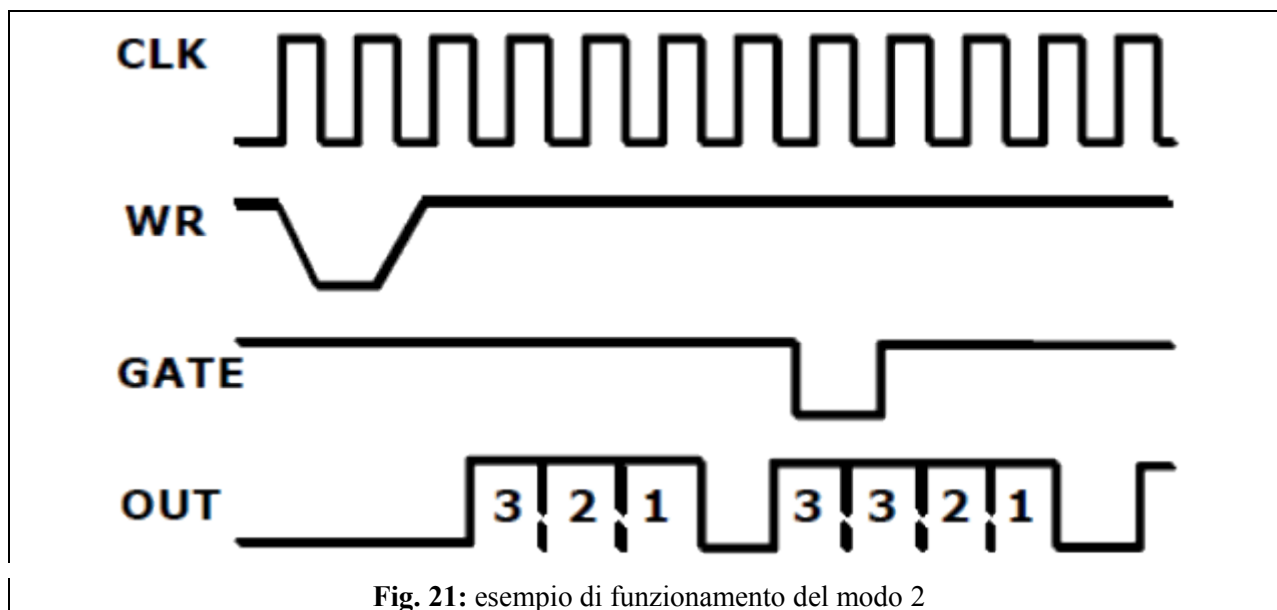 CLK
WR
GATE
OUT
3 2 1 3 3 2 1
Fig. 21: esempio di funzionamento del modo 2